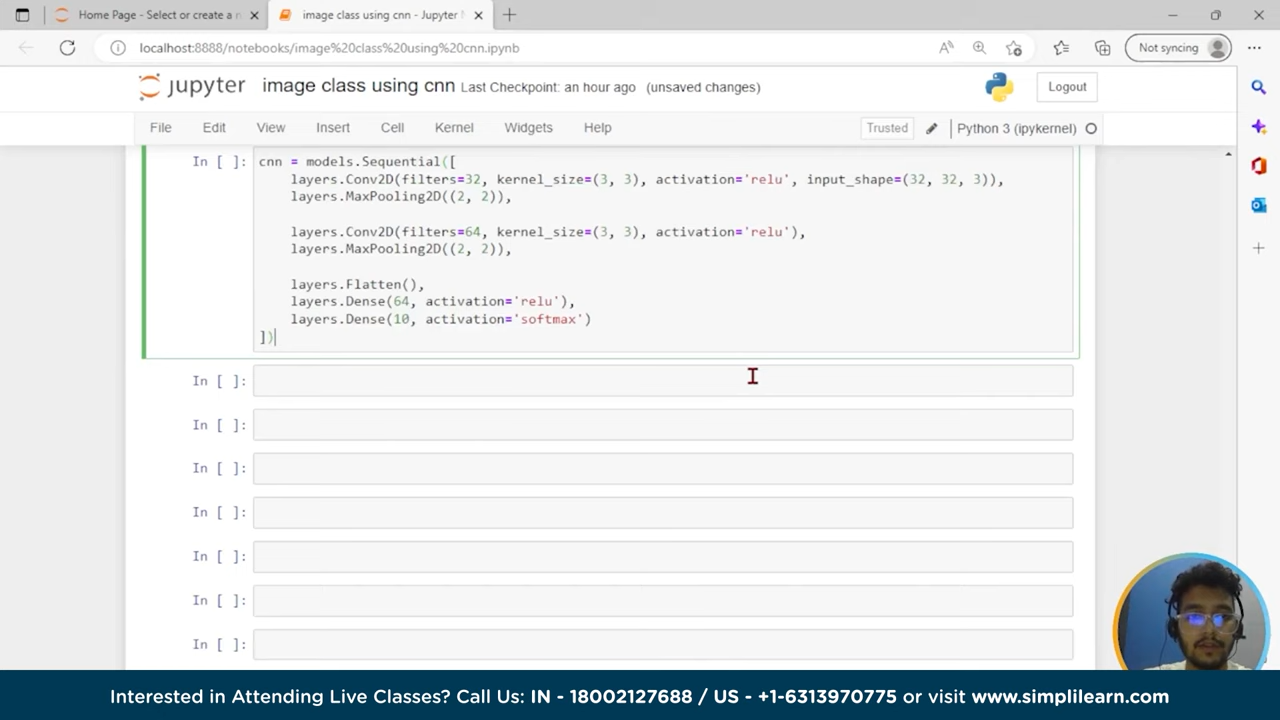 Home Page - Select or create a n
image class using cnn - Jupyter N
localhost:8888/notebooks/image%20class%20using%20cnn.ipynb
Not syncing
jupyter image class using cnn Last Checkpoint: an hour ago (unsaved changes)
Logout
File Edit View Insert Cell Kernel Widgets Help
Trusted
Python 3 (ipykernel)
In [ ]: cnn = models.Sequential([
layers.Conv2D(filters=32, kernel_size=(3, 3), activation='relu', input_shape=(32, 32, 3)),
layers.MaxPooling2D((2, 2)),
layers.Conv2D(filters=64, kernel_size=(3, 3), activation='relu'),
layers.MaxPooling2D((2, 2)),
layers.Flatten(),
layers.Dense(64, activation='relu'),
layers.Dense(10, activation='softmax')
])
In [ ]:
In [ ]:
In [ ]:
In [ ]:
In [ ]:
In [ ]:
In [ ]:
Interested in Attending Live Classes? Call Us: IN - 18002127688 / US - +1-6313970775 or visit www.simplilearn.com